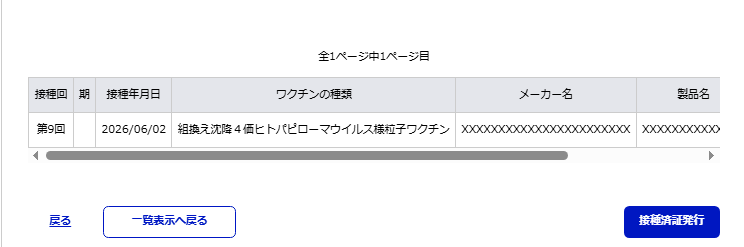 全1ページ中1ページ目
接種回 期 接種年月日 ワクチンの種類 メーカー名 製品名
第9回 2026/06/02 組換え沈降４価ヒトパピローマウイルス様粒子ワクチン XXXXXXXXXXXXXXXXXXXXXXXXX XXXXXXXXXXXX
戻る 一覧表示へ戻る 接種済証発行